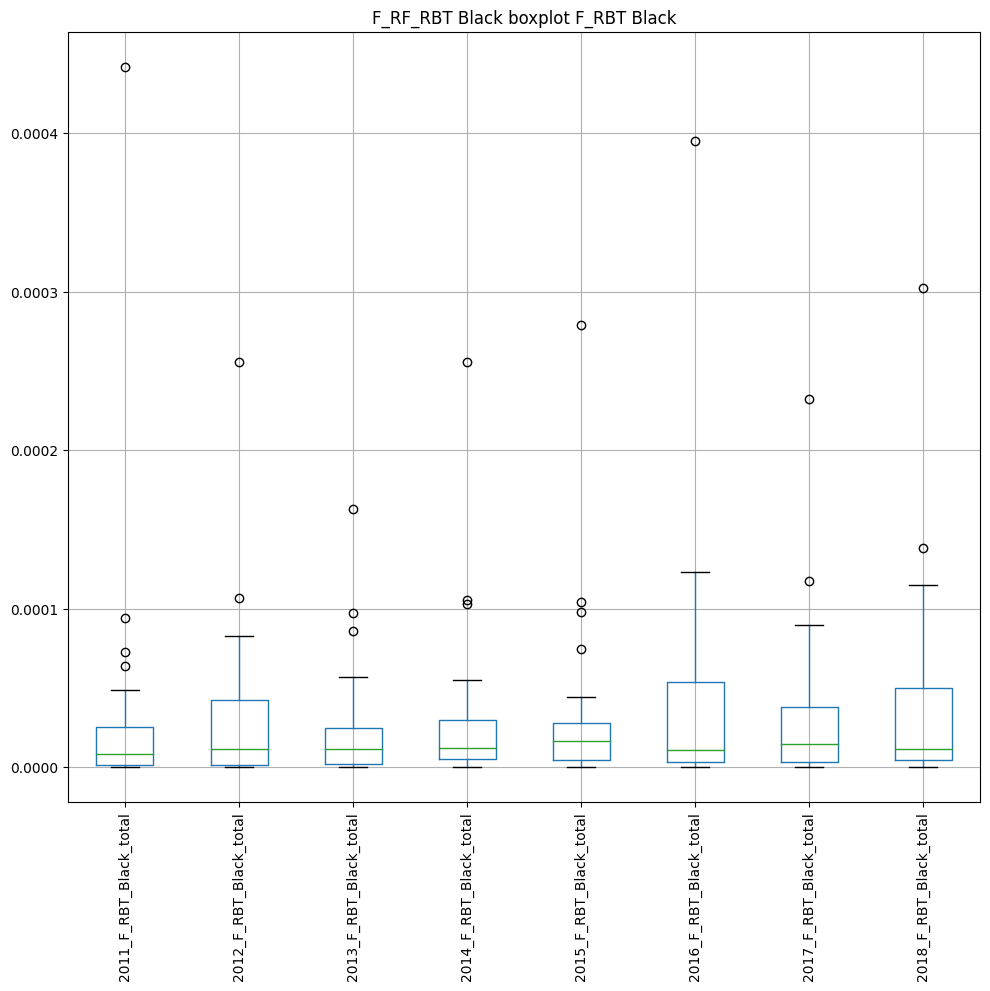 F_RF_RBT Black boxplot F_RBT Black
0.0004
0.0003
0.0002
0.0001
0.0000
2011_F_RBT_Black_total
2012_F_RBT_Black_total
2013_F_RBT_Black_total
2014_F_RBT_Black_total
2015_F_RBT_Black_total
2016_F_RBT_Black_total
2017_F_RBT_Black_total
2018_F_RBT_Black_total